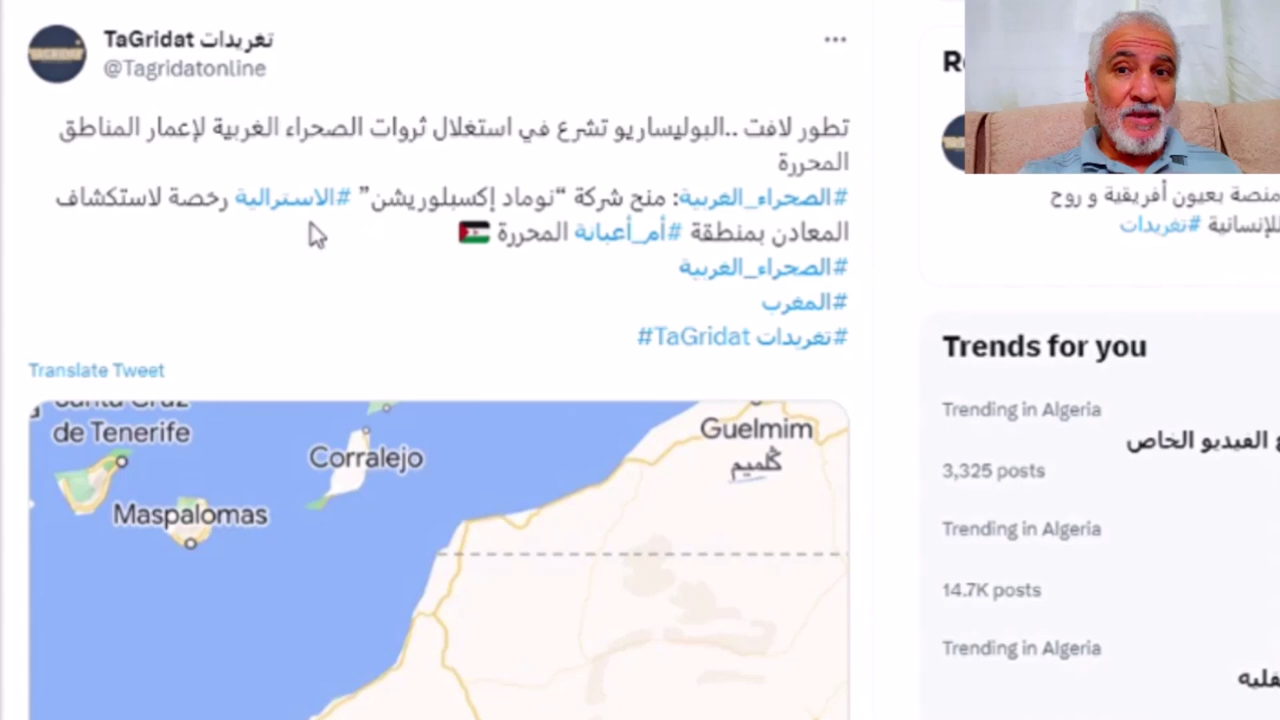 TaGridat تغريدات
@Tagridatonline
تطور لافت ..البوليساريو تشرع في استغلال ثروات الصحراء الغربية لإعمار المناطق
المحررة
#الصحراء_الغربية: منح شركة “نوماد إكسبلوريشن” #الاسترالية رخصة لاستكشاف
المعادن بمنطقة #أم_أعبانة المحررة
#الصحراء_الغربية
#المغرب
#تغريدات TaGridat#
Translate Tweet
de Tenerife
Maspalomas
Corralejo
Guelmim
گلميم
منصة بعيون أفريقية و روح
للإنسانية #تغريدات
Trends for you
Trending in Algeria
الفيديو الخاص
3,325 posts
Trending in Algeria
14.7K posts
Trending in Algeria